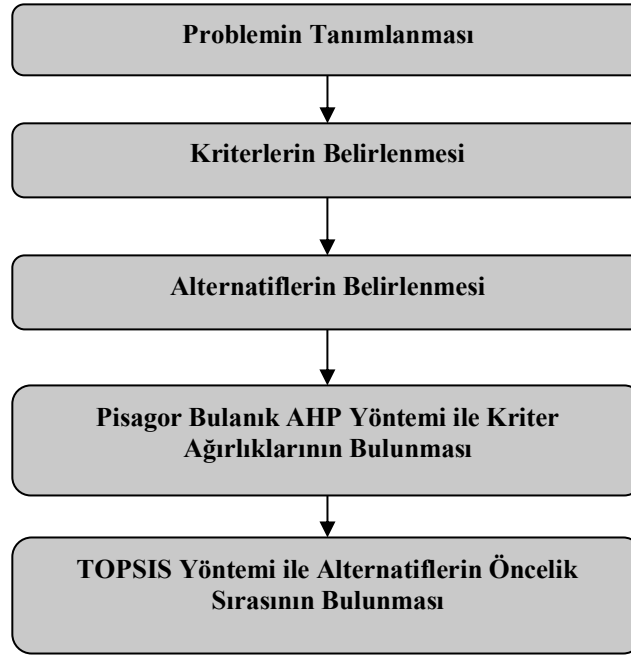 Problemin Tanımlanması
Kriterlerin Belirlenmesi
Alternatiflerin Belirlenmesi
Pisagor Bulanık AHP Yöntemi ile Kriter
Ağırlıklarının Bulunması
TOPSIS Yöntemi ile Alternatiflerin Öncelik
Sırasının Bulunması